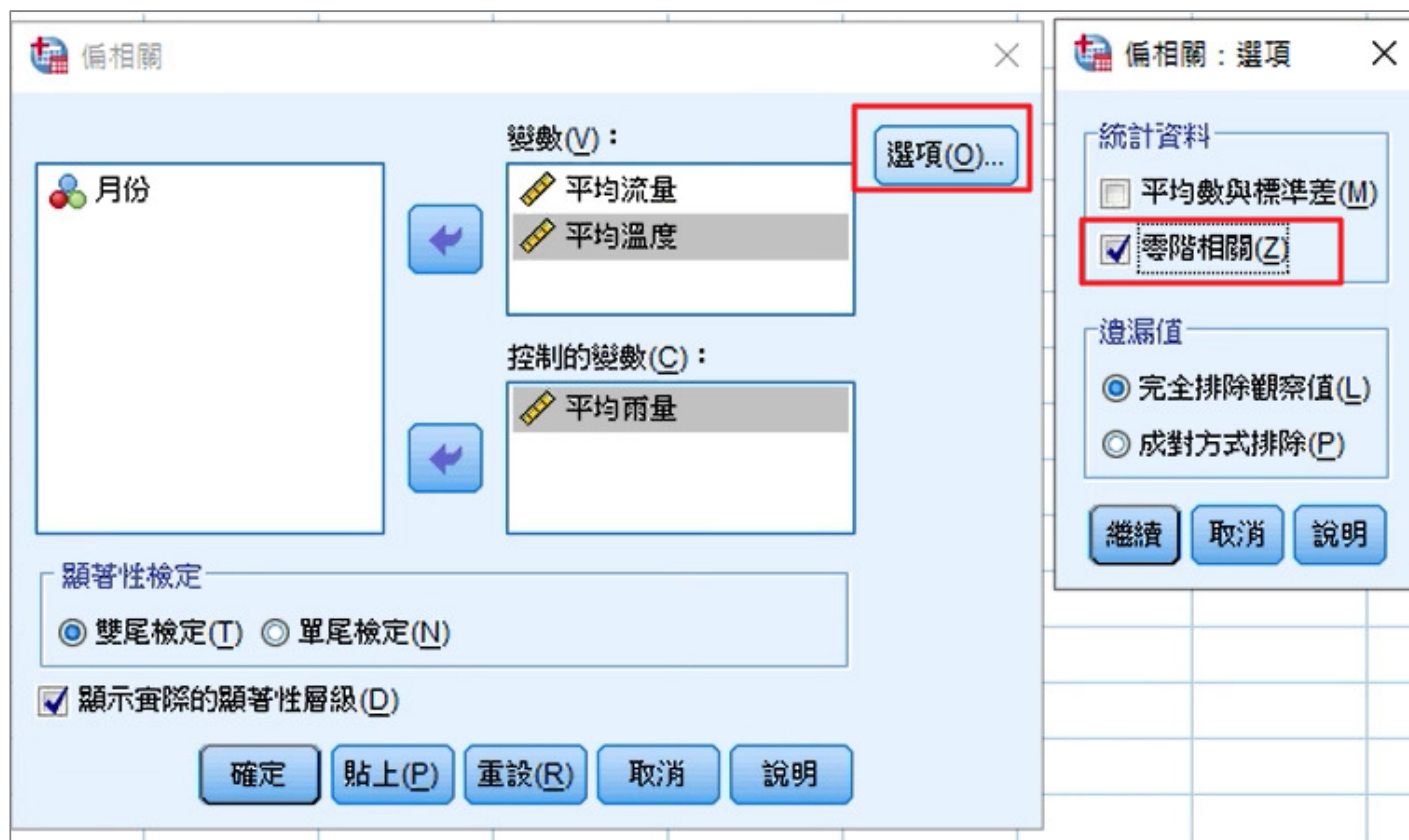 偏相關
變數(V)：
選項(O)...
月份
平均流量
平均溫度
控制的變數(C)：
平均雨量
顯著性檢定
雙尾檢定(T) 單尾檢定(N)
顯示實際的顯著性層級(D)
確定 貼上(P) 重設(R) 取消 說明
偏相關：選項
統計資料
平均數與標準差(M)
零階相關(Z)
遺漏值
完全排除觀察值(L)
成對方式排除(P)
繼續 取消 說明